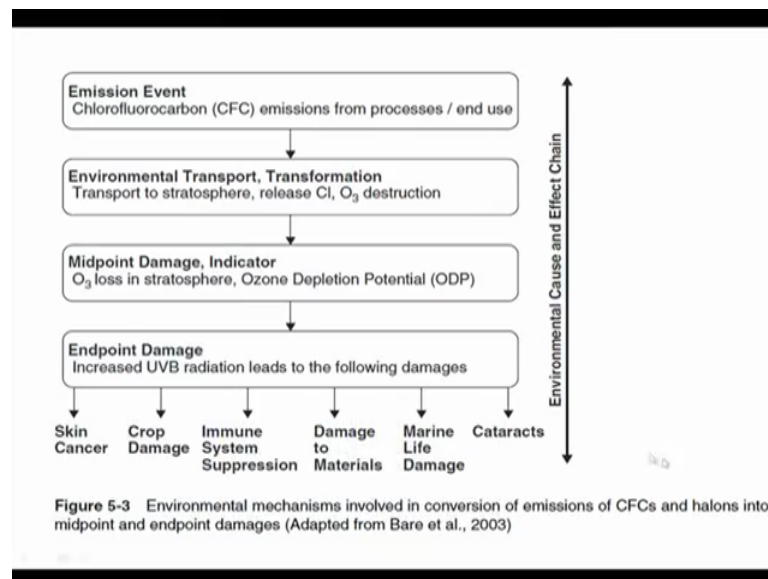 Emission Event
Chlorofluorocarbon (CFC) emissions from processes / end use
Environmental Transport, Transformation
Transport to stratosphere, release Cl, O₃ destruction
Midpoint Damage, Indicator
O₃ loss in stratosphere, Ozone Depletion Potential (ODP)
Endpoint Damage
Increased UVB radiation leads to the following damages
Skin
Cancer
Crop
Damage
Immune
System
Suppression
Damage
to
Materials
Marine
Life
Damage
Cataracts
Environmental Cause and Effect Chain
Figure 5-3 Environmental mechanisms involved in conversion of emissions of CFCs and halons into
midpoint and endpoint damages (Adapted from Bare et al., 2003)